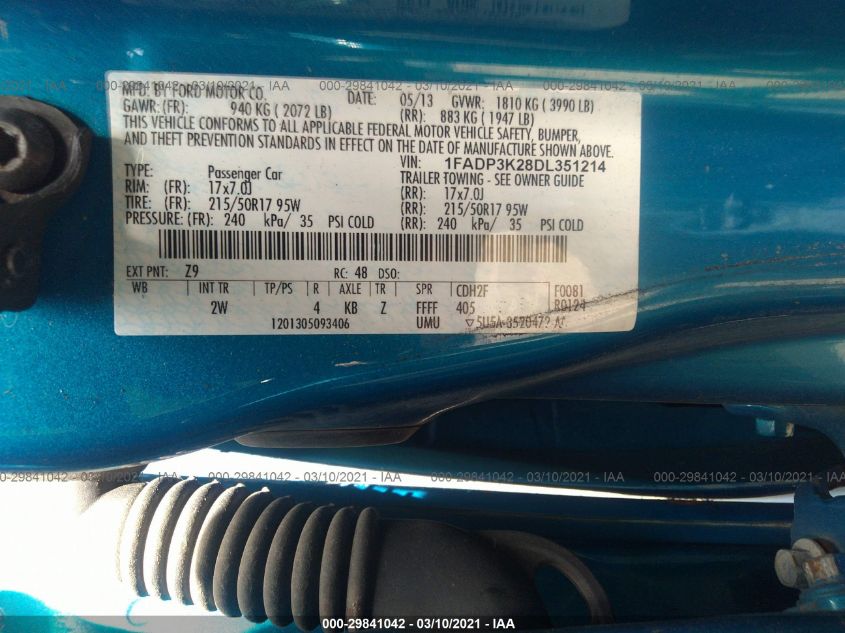 MFD. BY FORD MOTOR CO.
DATE: 05/13 GVWR: 1810 KG ( 3990 LB)
GAWR: (FR): 940 KG ( 2072 LB) (RR): 883 KG ( 1947 LB)
THIS VEHICLE CONFORMS TO ALL APPLICABLE FEDERAL MOTOR VEHICLE SAFETY, BUMPER,
AND THEFT PREVENTION STANDARDS IN EFFECT ON THE DATE OF MANUFACTURE SHOWN ABOVE.
VIN: 1FADP3K28DL351214
TYPE: Passenger Car TRAILER TOWING - SEE OWNER GUIDE
RIM: (FR): 17x7.0J (RR): 17x7.0J
TIRE: (FR): 215/50R17 95W (RR): 215/50R17 95W
PRESSURE: (FR): 240 kPa/ 35 PSI COLD (RR): 240 kPa/ 35 PSI COLD
EXT PNT: Z9 RC: 48 DSO:
WB INT TR TP/PS R AXLE TR SPR CDH2F F0081
2W 4 KB Z FFFF 405
1201305093406 UMU
000-29841042 - 03/10/2021 - IAA
000-29841042 - 03/10/2021 - IAA
000-29841042 - 03/10/2021 - IAA
000-29841042 - 03/10/2021 - IAA